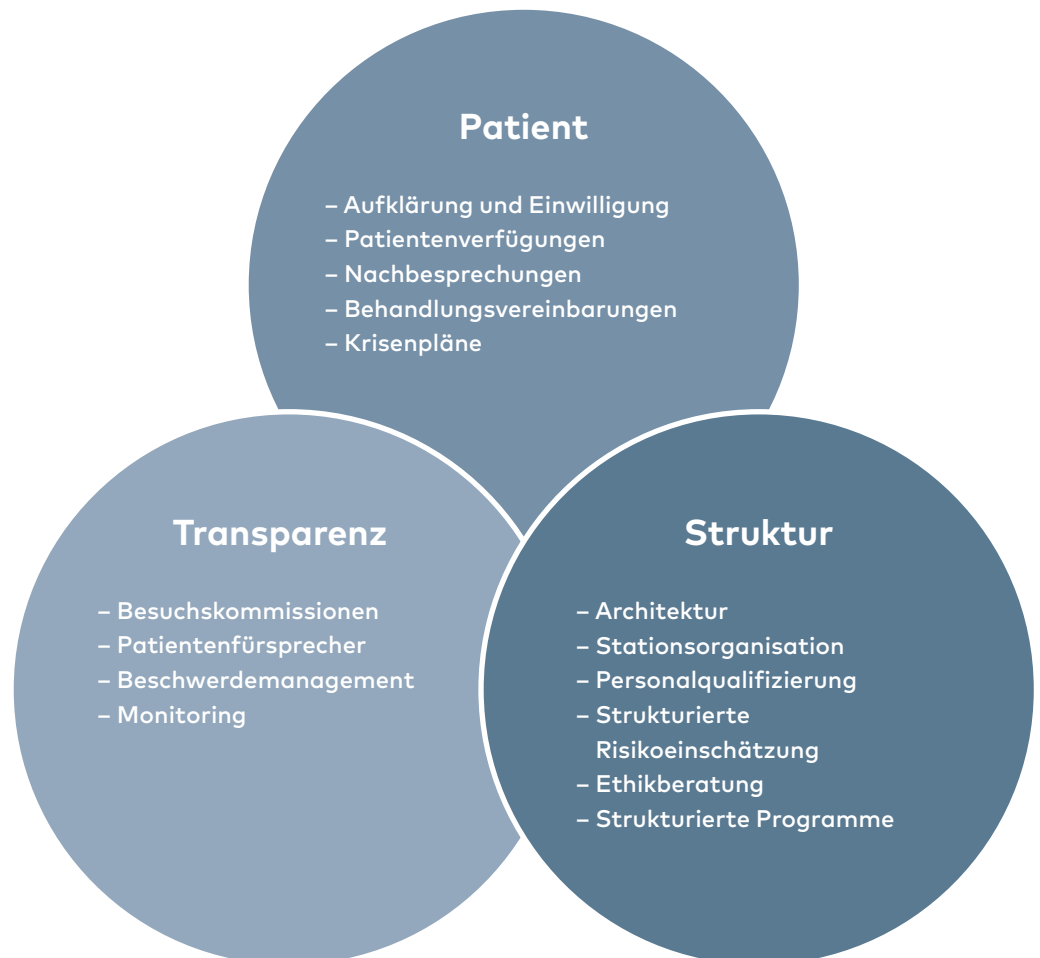 Patient
– Aufklärung und Einwilligung
– Patientenverfügungen
– Nachbesprechungen
– Behandlungsvereinbarungen
– Krisenpläne
Transparenz
– Besuchskommissionen
– Patientenfürsprecher
– Beschwerdemanagement
– Monitoring
Struktur
– Architektur
– Stationsorganisation
– Personalqualifizierung
– Strukturierte
Risikoeinschätzung
– Ethikberatung
– Strukturierte Programme